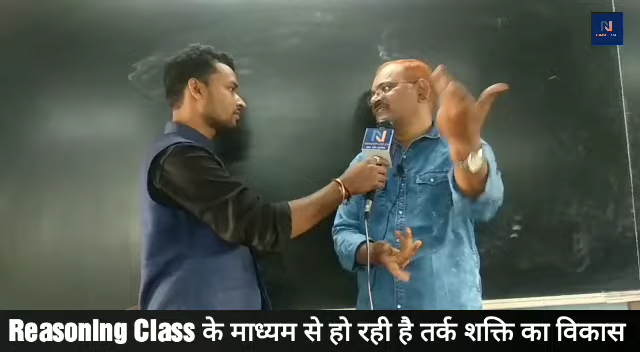 N
N
Reasoning Class के माध्यम से हो रही है तर्क शक्ति का विकास